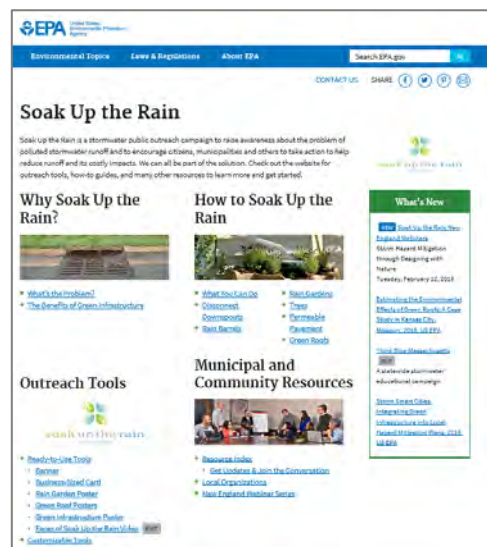 EPA United States
Environmental Protection
Agency
Environmental Topics Laws & Regulations About EPA
Search EPA.gov
CONTACT US SHARE
Soak Up the Rain
Soak up the Rain is a stormwater public outreach campaign to raise awareness about the problem of
polluted stormwater runoff and to encourage citizens, municipalities and others to take action to help
reduce runoff and its costly impacts. We can all be part of the solution. Check out the website for
outreach tools, how-to guides, and many other resources to learn more and get started.
soak up the rain
Why Soak Up the
Rain?
What's the Problem?
The Benefits of Green Infrastructure
How to Soak Up the
Rain
What You Can Do
Disconnect
Downspouts
Rain Barrels
Rain Gardens
Trees
Permeable
Pavement
Green Roofs
Outreach Tools
soak up the rain
Ready-to-Use Tools
Banner
Business-Sized Card
Rain Garden Poster
Green Roof Posters
Green Infrastructure Poster
Faces of Soak Up the Rain Video EXIT
Customizable Tools
Municipal and
Community Resources
Resource Index
Get Updates & Join the Conversation
Local Organizations
New England Webinar Series
What's New
NEW Soak Up the Rain New
England Webinars
Storm Hazard Mitigation
through Designing with
Nature
Estimating the Environmental
Effects of Green Roofs: A Case
Study in Kansas City,
Missouri, 2018, US EPA
Think Blue Massachusetts
EXIT
A statewide stormwater
educational campaign
Storm Smart Cities:
Integrating Green
Infrastructure into Local
Hazard Mitigation Plans, 2018,
US EPA